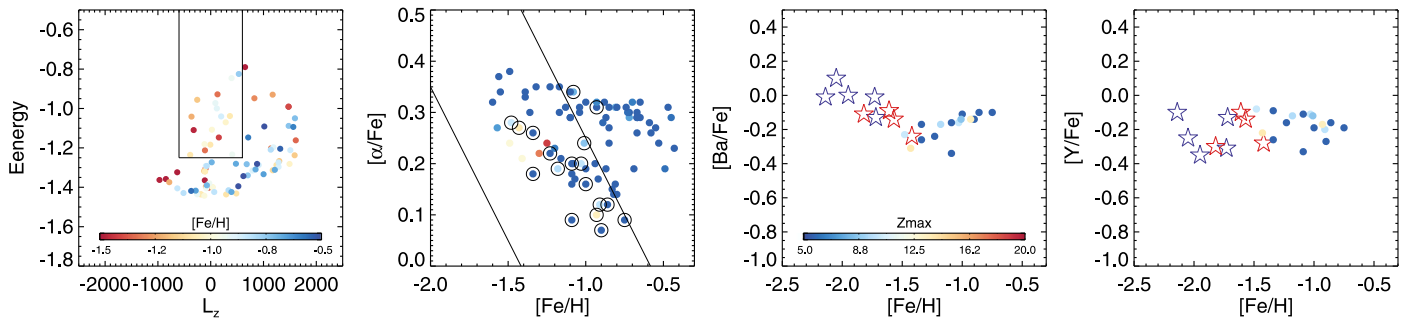 -0.6
-0.8
-1.0
-1.2
-1.4
-1.6
-1.8
Eenergy
[Fe/H]
-1.5 -1.2 -1.0 -0.8 -0.5
-2000 -1000 0 1000 2000
L_z
0.5
0.4
0.3
0.2
0.1
0.0
[α/Fe]
-2.0 -1.5 -1.0 -0.5
[Fe/H]
0.4
0.2
0.0
-0.2
-0.4
-0.6
-0.8
-1.0
[Ba/Fe]
Zmax
5.0 8.8 12.5 16.2 20.0
-2.5 -2.0 -1.5 -1.0 -0.5
[Fe/H]
0.4
0.2
0.0
-0.2
-0.4
-0.6
-0.8
-1.0
[Y/Fe]
-2.5 -2.0 -1.5 -1.0 -0.5
[Fe/H]